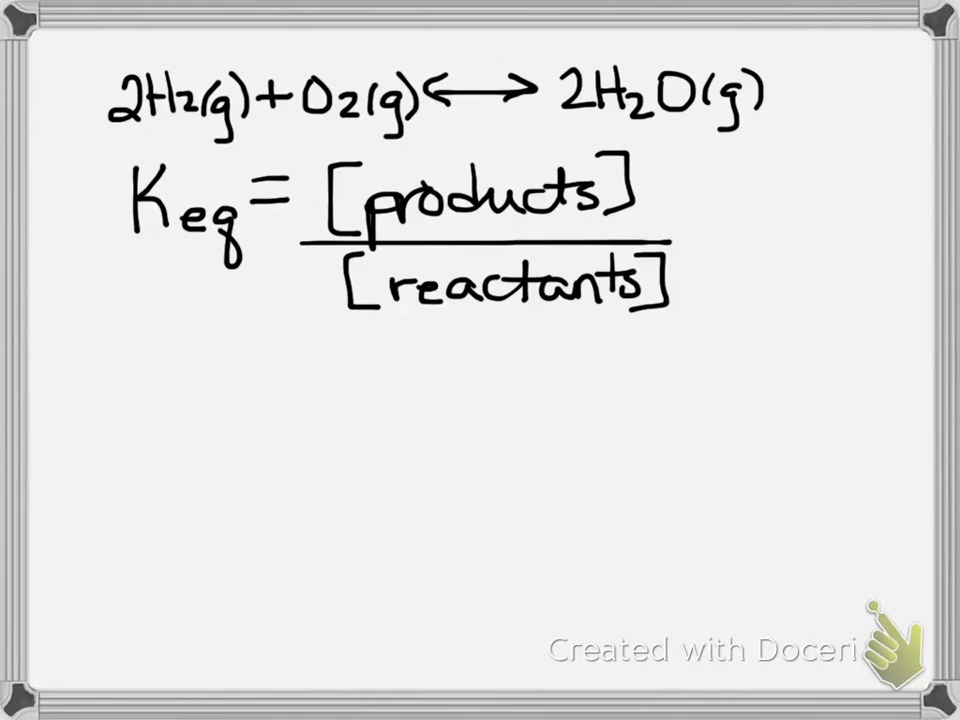 2H₂(g) + O₂(g) ⟷ 2H₂O(g)
Keq = [products]
[reactants]
Created with Doceri